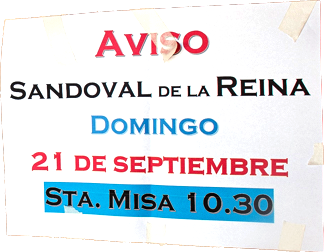 AVISO
SANDOVAL DE LA REINA
DOMINGO
21 DE SEPTIEMBRE
STA. MISA 10.30